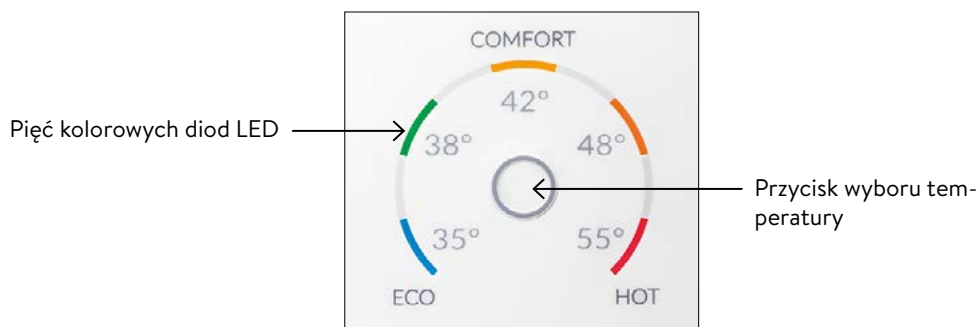 COMFORT
42°
Pięć kolorowych diod LED
38°
48°
Przycisk wyboru tem-
peratury
35°
55°
ECO
HOT